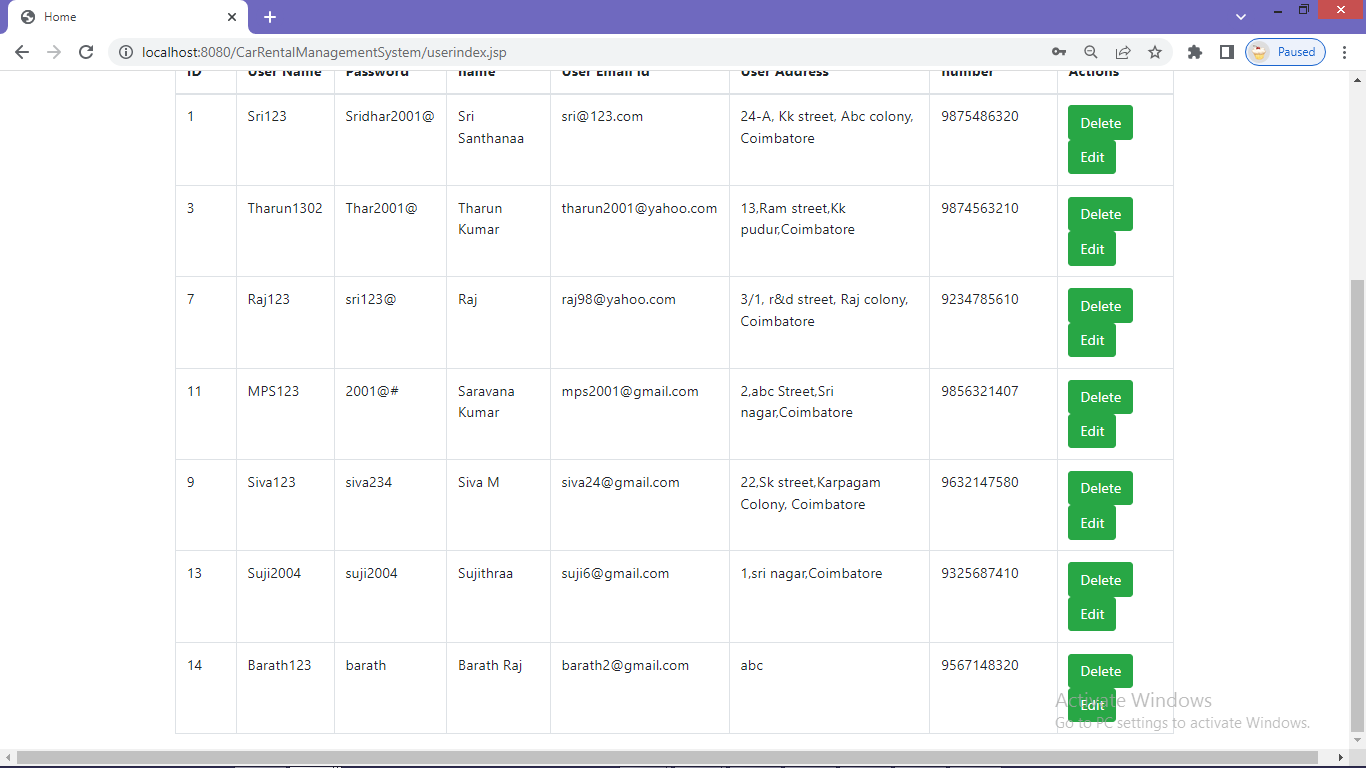 Home
localhost:8080/CarRentalManagementSystem/userindex.jsp
Paused
ID User Name Password name User Email Id User Address number Actions
1 Sri123 Sridhar2001@ Sri sri@123.com 24-A, Kk street, Abc colony, 9875486320 Delete
Santhanaa Coimbatore
Edit
3 Tharun1302 Thar2001@ Tharun tharun2001@yahoo.com 13,Ram street,Kk 9874563210 Delete
Kumar pudur,Coimbatore
Edit
7 Raj123 sri123@ Raj raj98@yahoo.com 3/1, r&d street, Raj colony, 9234785610 Delete
Coimbatore
Edit
11 MPS123 2001@# Saravana mps2001@gmail.com 2,abc Street,Sri 9856321407 Delete
Kumar nagar,Coimbatore
Edit
9 Siva123 siva234 Siva M siva24@gmail.com 22,Sk street,Karpagam 9632147580 Delete
Colony, Coimbatore
Edit
13 Suji2004 suji2004 Sujithraa suji6@gmail.com 1,sri nagar,Coimbatore 9325687410 Delete
Edit
14 Barath123 barath Barath Raj barath2@gmail.com abc 9567148320 Delete
Edit
Activate Windows
Go to PC settings to activate Windows.